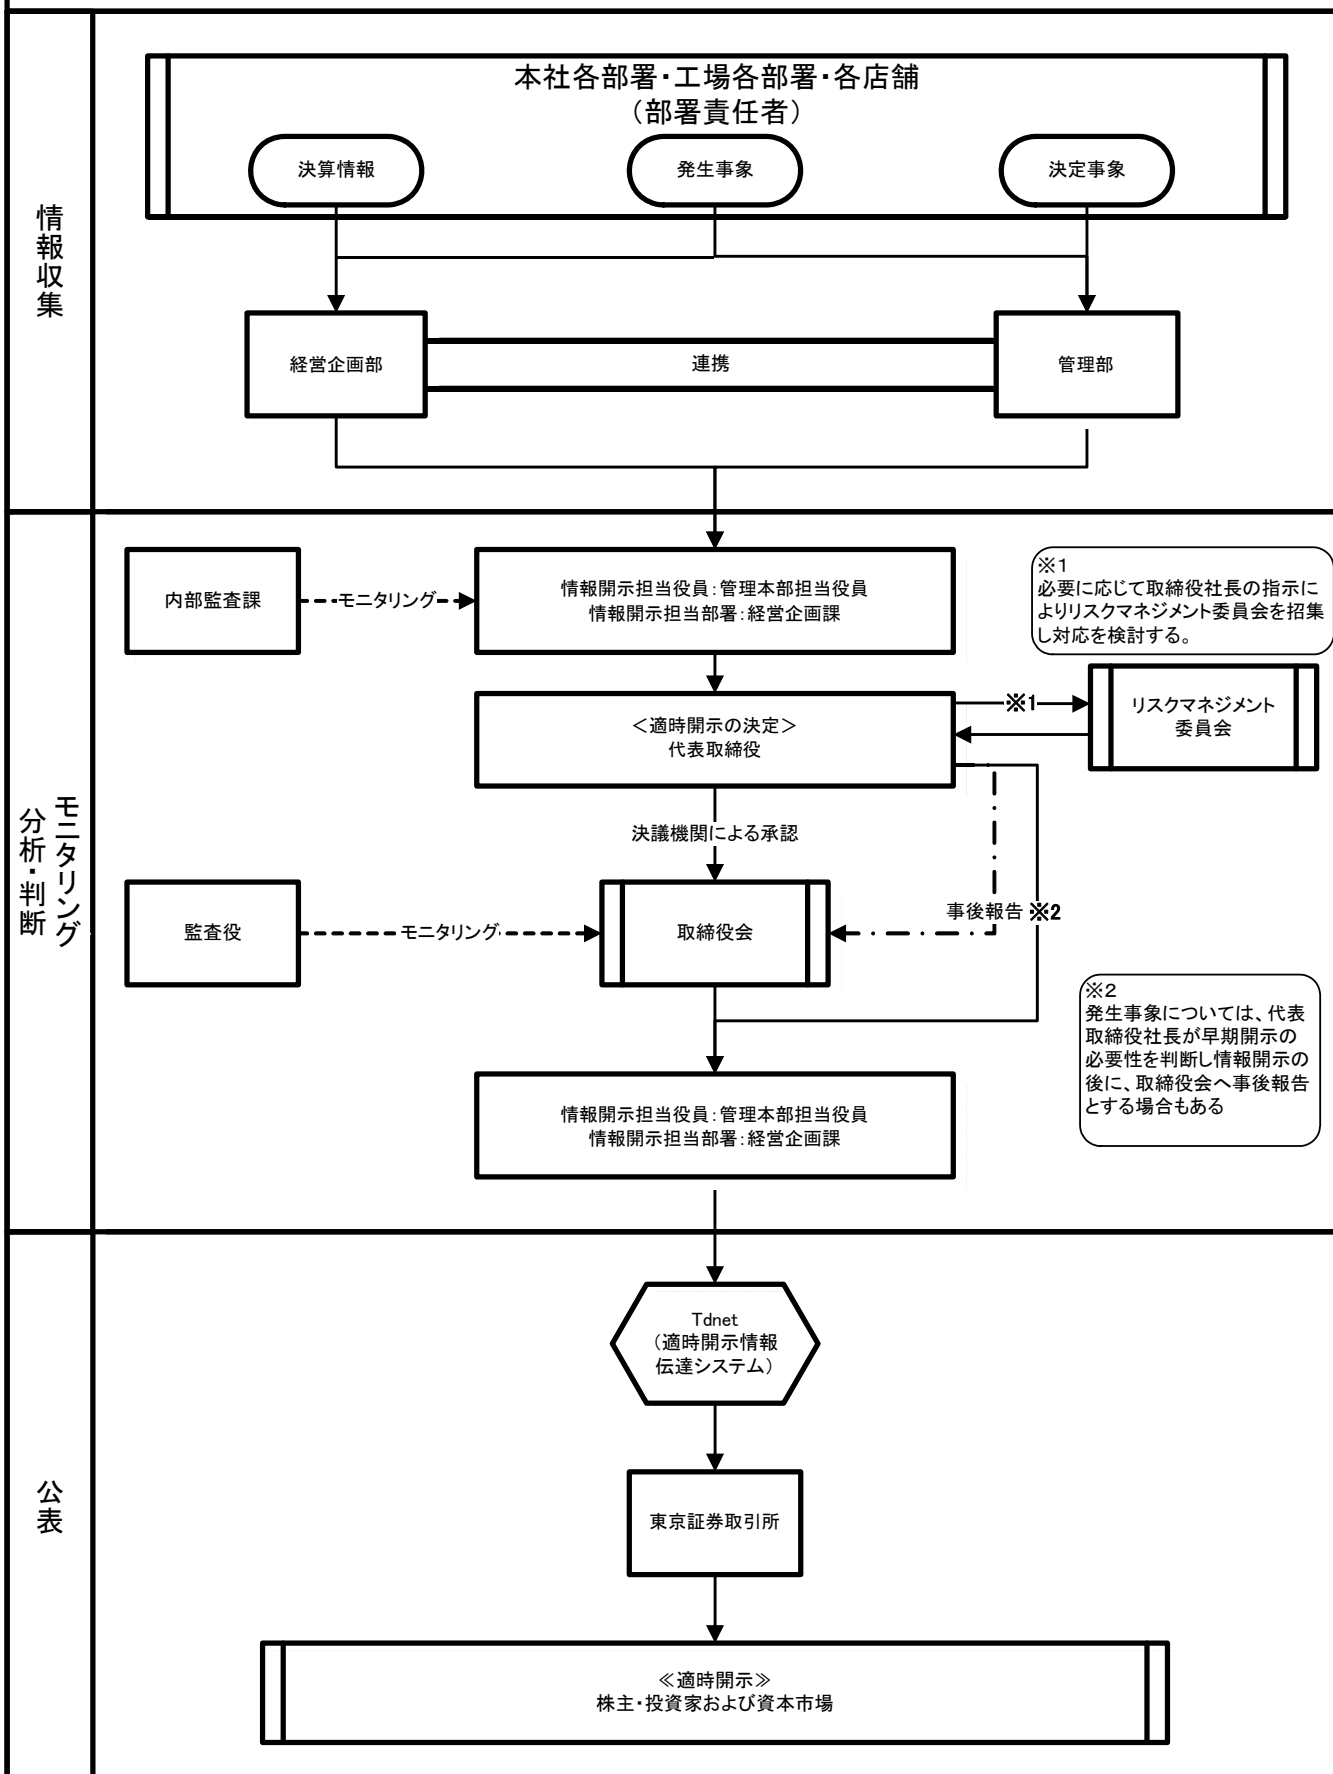 情報収集
本社各部署・工場各部署・各店舗
（部署責任者）
決算情報
発生事象
決定事象
経営企画部
連携
管理部
モニタリング
分析・判断
内部監査課
モニタリング
情報開示担当役員：管理本部担当役員
情報開示担当部署：経営企画課
※1
必要に応じて取締役社長の指示に
よりリスクマネジメント委員会を招集
し対応を検討する。
＜適時開示の決定＞
代表取締役
※1
リスクマネジメント
委員会
決議機関による承認
監査役
モニタリング
取締役会
事後報告 ※2
※2
発生事象については、代表
取締役社長が早期開示の
必要性を判断し情報開示の
後に、取締役会へ事後報告
とする場合もある
情報開示担当役員：管理本部担当役員
情報開示担当部署：経営企画課
公表
Tdnet
（適時開示情報
伝達システム）
東京証券取引所
≪適時開示≫
株主・投資家および資本市場